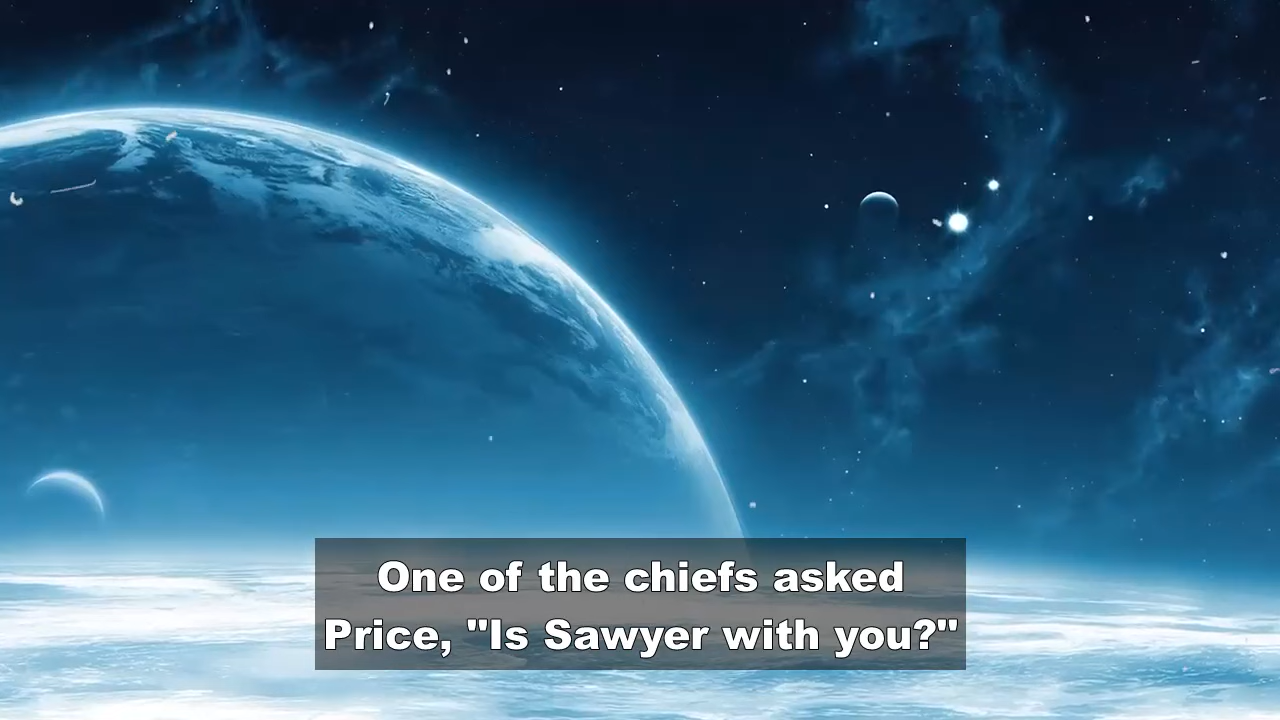 One of the chiefs asked
Price, "Is Sawyer with you?"